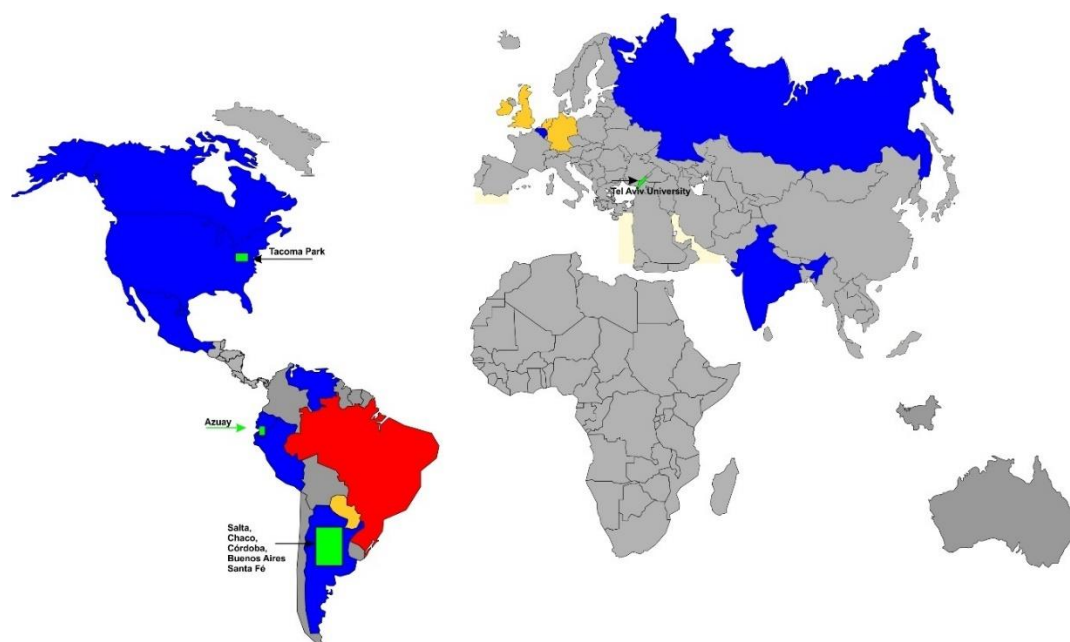 Tel Aviv University
Tacoma Park
Azuay
Salta,
Chaco,
Córdoba,
Buenos Aires
Santa Fé